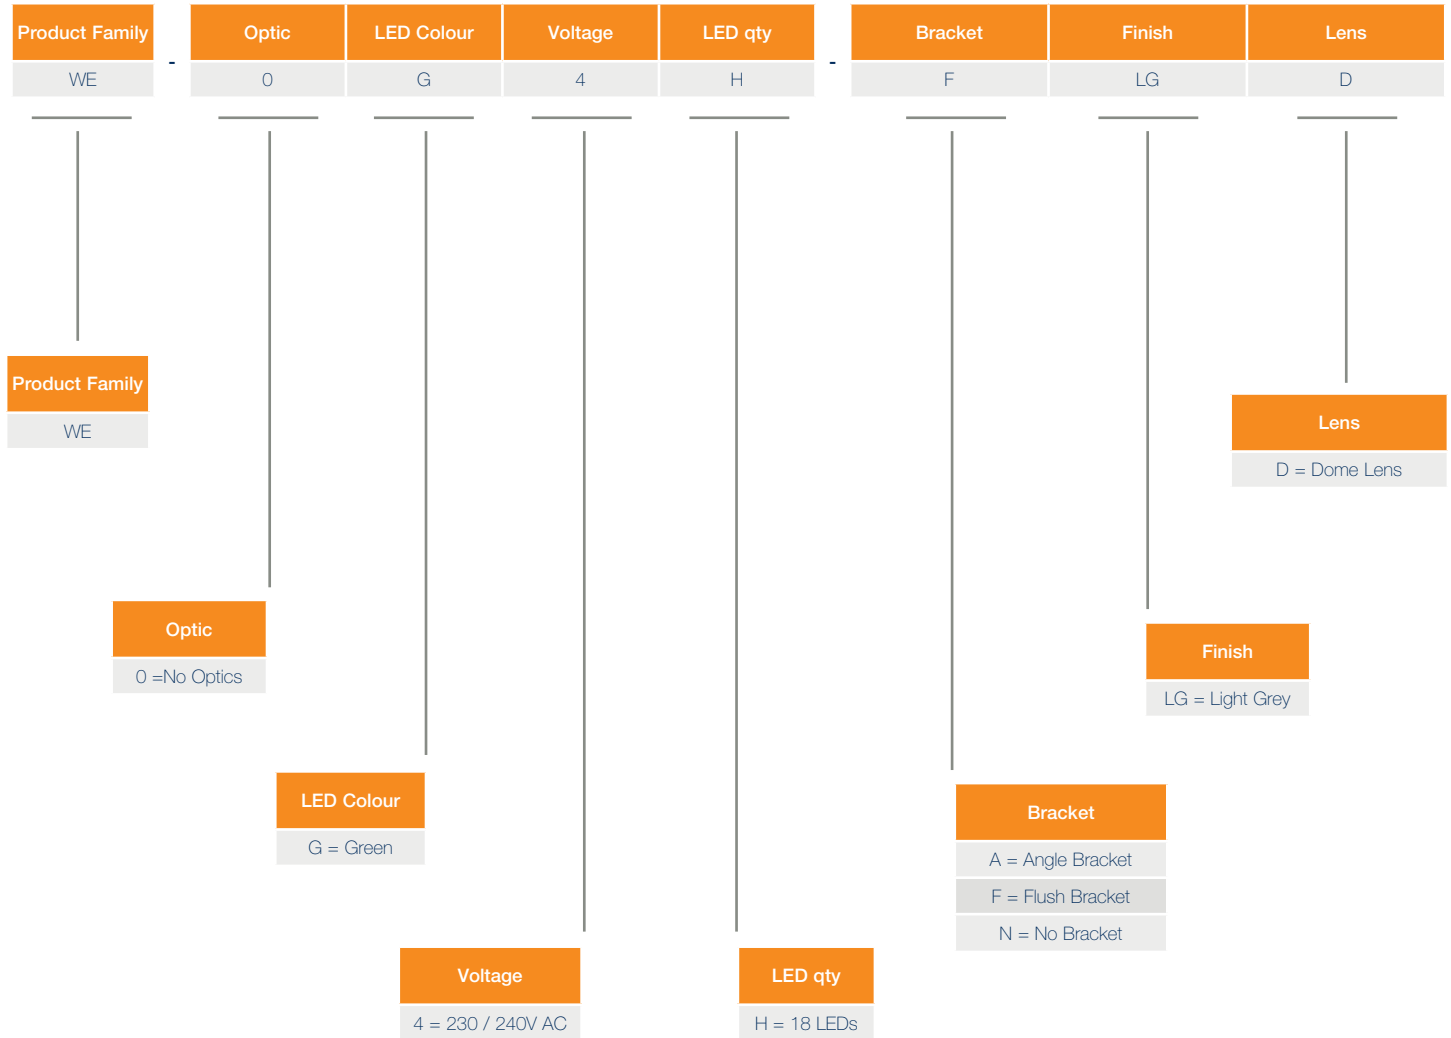 Product Family Optic LED Colour Voltage LED qty Bracket Finish Lens
WE - 0 G 4 H - F LG D
Product Family
WE
Lens
D = Dome Lens
Optic
0 =No Optics
Finish
LG = Light Grey
LED Colour
G = Green
Bracket
A = Angle Bracket
F = Flush Bracket
N = No Bracket
Voltage
4 = 230 / 240V AC
LED qty
H = 18 LEDs